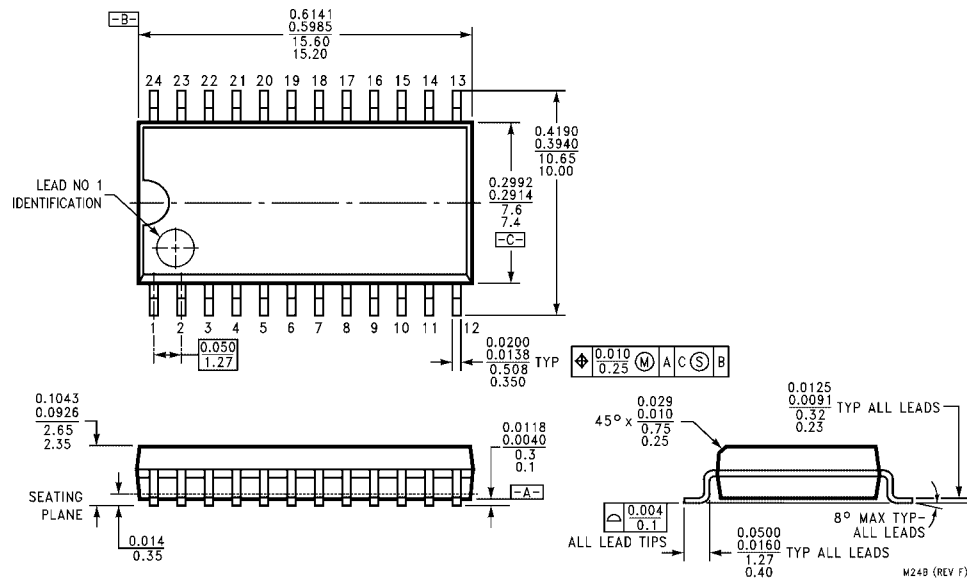 -B-
0.6141
0.5985
15.60
15.20
24 23 22 21 20 19 18 17 16 15 14 13
LEAD NO 1
IDENTIFICATION
0.4190
0.3940
10.65
10.00
0.2992
0.2914
7.6
7.4
-C-
1 2 3 4 5 6 7 8 9 10 11 12
0.050
1.27
0.0200
0.0138
0.508
0.350
TYP
0.010
0.25
M A C S B
0.1043
0.0926
2.65
2.35
SEATING
PLANE
0.014
0.35
0.0118
0.0040
0.3
0.1
-A-
45° x
0.029
0.010
0.75
0.25
0.0125
0.0091
0.32
0.23
TYP ALL LEADS
0.004
0.1
ALL LEAD TIPS
0.0500
0.0160
1.27
0.40
TYP ALL LEADS
8° MAX TYP-
ALL LEADS
M24B (REV F)